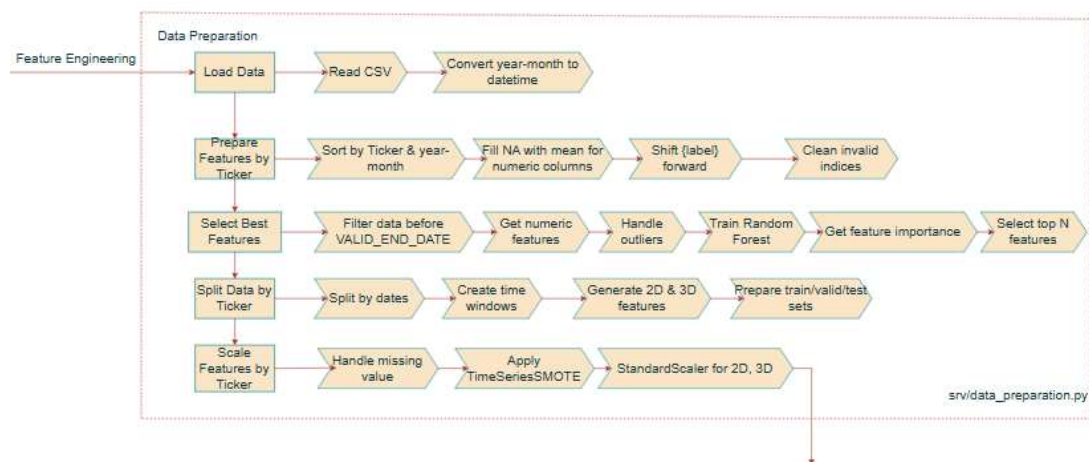 Data Preparation
Feature Engineering
Load Data
Read CSV
Convert year-month to
datetime
Prepare
Features by
Ticker
Sort by Ticker & year-
month
Fill NA with mean for
numeric columns
Shift {label}
forward
Clean invalid
indices
Select Best
Features
Filter data before
VALID_END_DATE
Get numeric
features
Handle
outliers
Train Random
Forest
Get feature importance
Select top N
features
Split Data by
Ticker
Split by dates
Create time
windows
Generate 2D & 3D
features
Prepare train/valid/test
sets
Scale
Features by
Ticker
Handle missing
value
Apply
TimeSeriesSMOTE
StandardScaler for 2D, 3D
srv/data_preparation.py